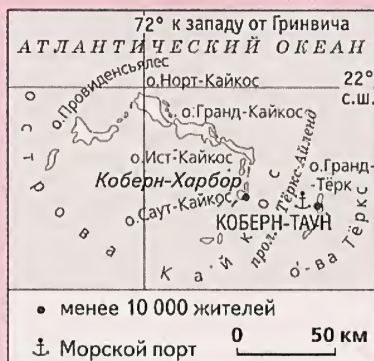 72° к западу от Гринвича
АТЛАНТИЧЕСКИЙ ОКЕАН
о.Провиденсьялес
о.Норт-Кайкос
22°
с.ш.
о.Гранд-Кайкос
о.Ист-Кайкос
Коберн-Харбор
о.Саут-Кайкос
о.Гранд-
Тёрк
прол. Тёркс-Айленд
КОБЕРН-ТАУН
острова Кайкос
о-ва Тёркс
менее 10 000 жителей
Морской порт
0 50 км